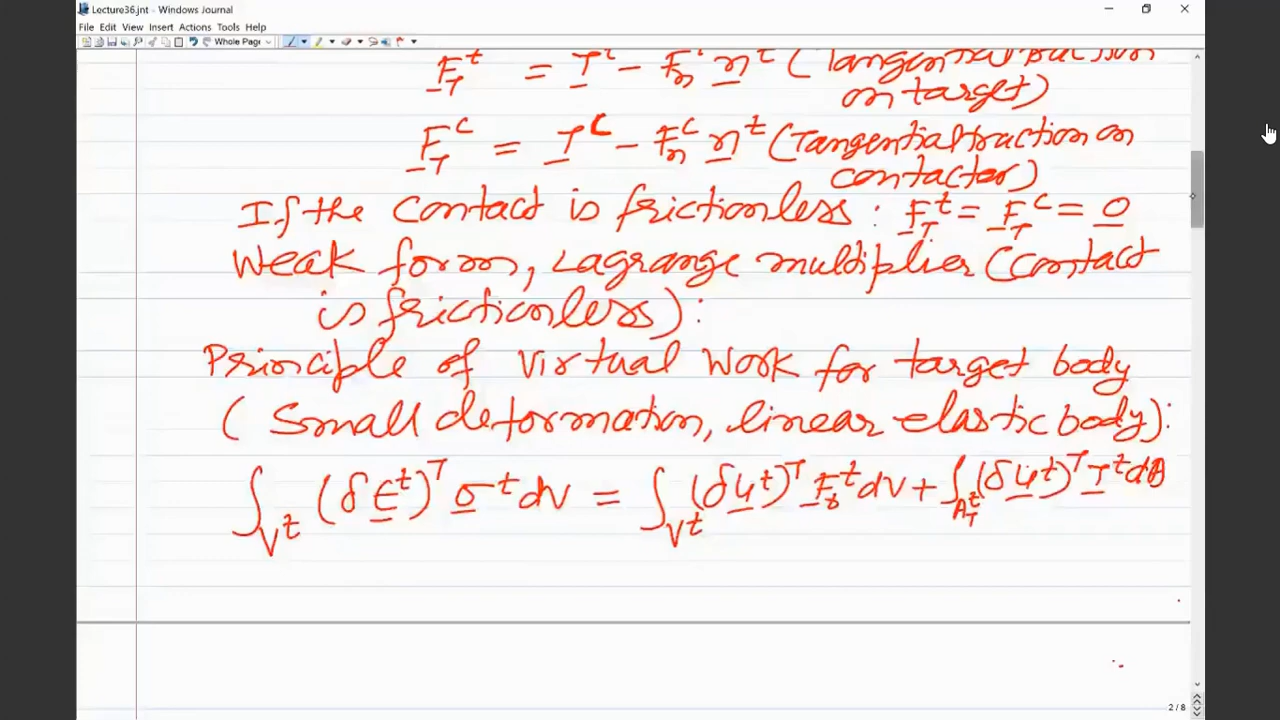 Lecture36.jnt - Windows Journal
File Edit View Insert Actions Tools Help
Whole Page
F_T^t = T^t - F_n^t n^t (Tangential traction
on target)
F_T^c = T^c - F_n^c n^t (Tangential traction on
contactor)
If the contact is frictionless : F_T^t = F_T^c = 0
Weak form, Lagrange multiplier (contact
is frictionless) :
Principle of virtual work for target body
( Small deformation, linear elastic body) :
∫_{V^t} (δε^t)^T σ^t dV = ∫_{V^t} (δu^t)^T F_B^t dV + ∫_{A_T^t} (δu^t)^T T^t dA
2 / 8